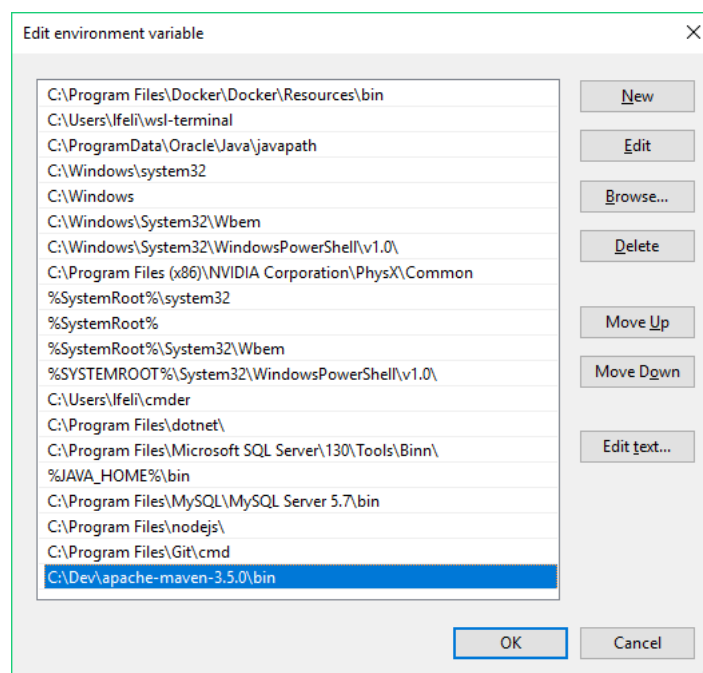 Edit environment variable
C:\Program Files\Docker\Docker\Resources\bin
C:\Users\lfeli\wsl-terminal
C:\ProgramData\Oracle\Java\javapath
C:\Windows\system32
C:\Windows
C:\Windows\System32\Wbem
C:\Windows\System32\WindowsPowerShell\v1.0\
C:\Program Files (x86)\NVIDIA Corporation\PhysX\Common
%SystemRoot%\system32
%SystemRoot%
%SystemRoot%\System32\Wbem
%SYSTEMROOT%\System32\WindowsPowerShell\v1.0\
C:\Users\lfeli\cmder
C:\Program Files\dotnet\
C:\Program Files\Microsoft SQL Server\130\Tools\Binn\
%JAVA_HOME%\bin
C:\Program Files\MySQL\MySQL Server 5.7\bin
C:\Program Files\nodejs\
C:\Program Files\Git\cmd
C:\Dev\apache-maven-3.5.0\bin
New
Edit
Browse...
Delete
Move Up
Move Down
Edit text...
OK
Cancel